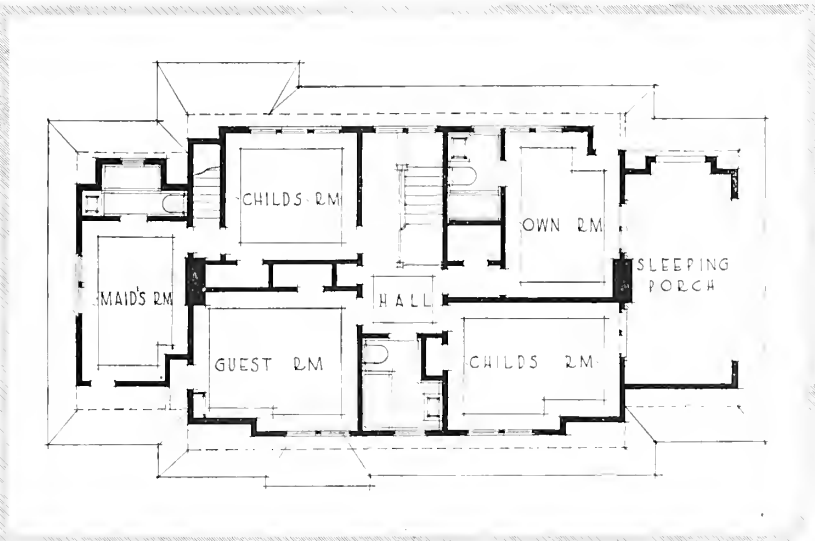 CHILDS RM
OWN RM
SLEEPING
PORCH
MAID'S RM
HALL
GUEST RM
CHILDS RM